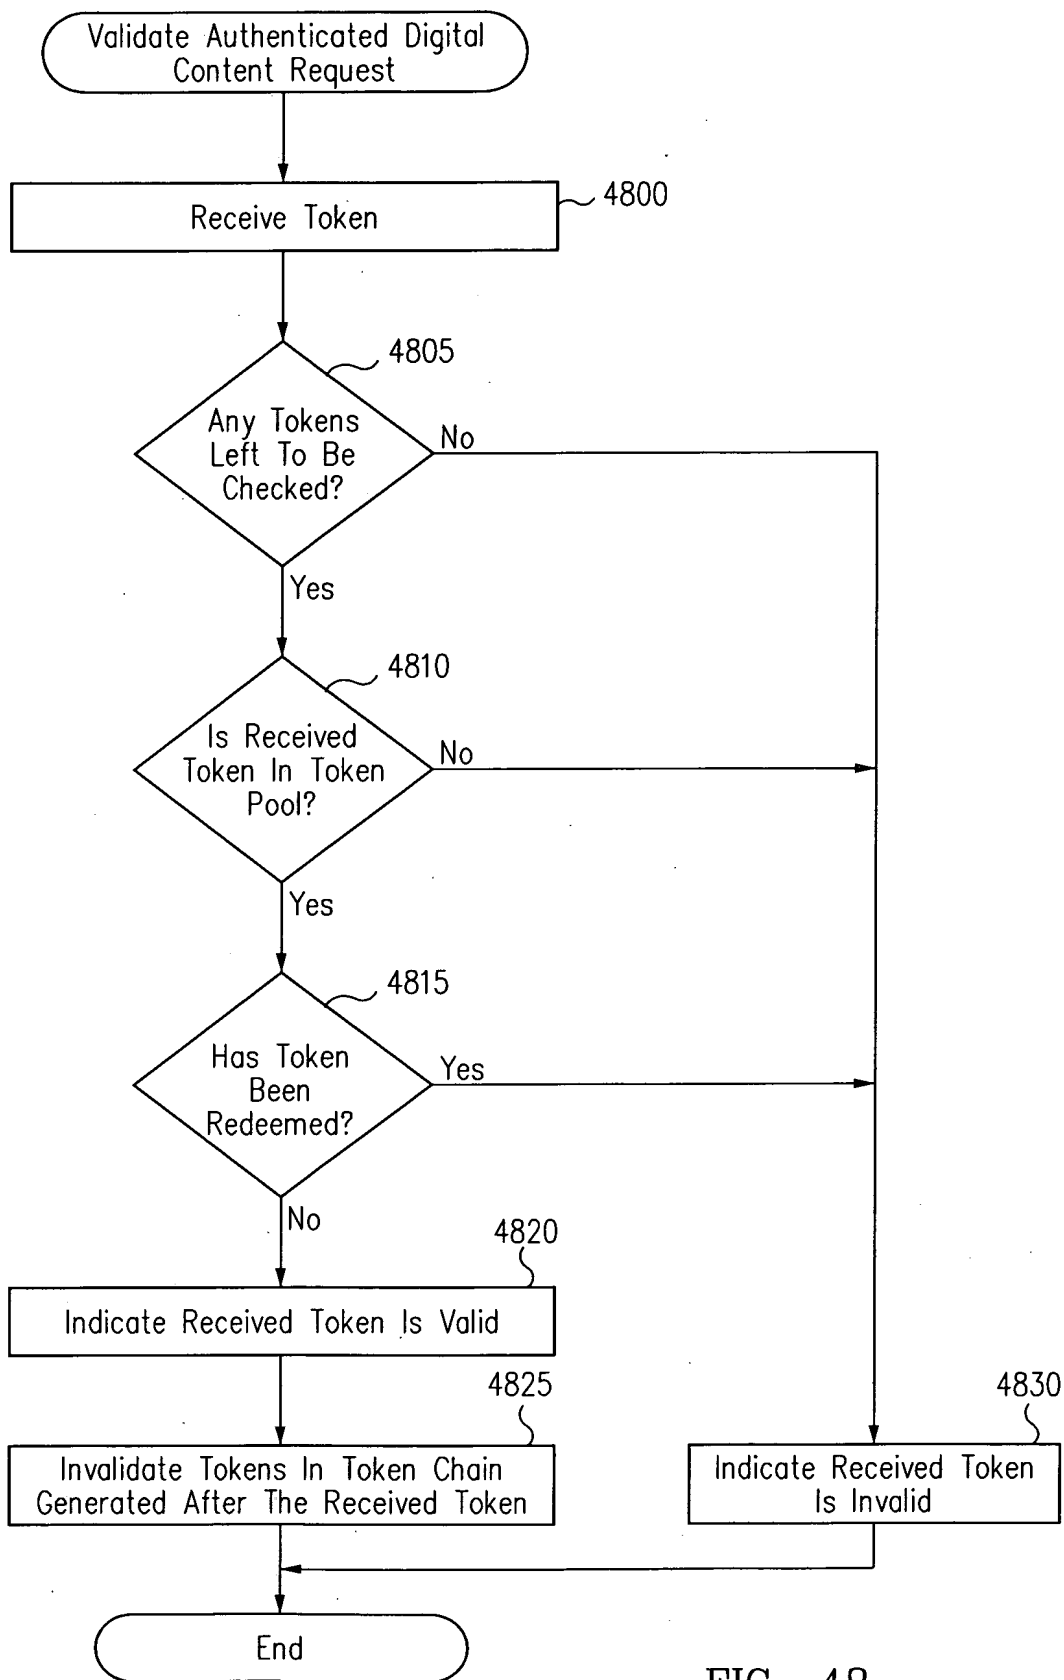 Validate Authenticated Digital
Content Request
Receive Token
4800
4805
Any Tokens
Left To Be
Checked?
No
Yes
4810
Is Received
Token In Token
Pool?
No
Yes
4815
Has Token
Been
Redeemed?
Yes
No
4820
Indicate Received Token Is Valid
4825
Invalidate Tokens In Token Chain
Generated After The Received Token
4830
Indicate Received Token
Is Invalid
End
FIG. 48